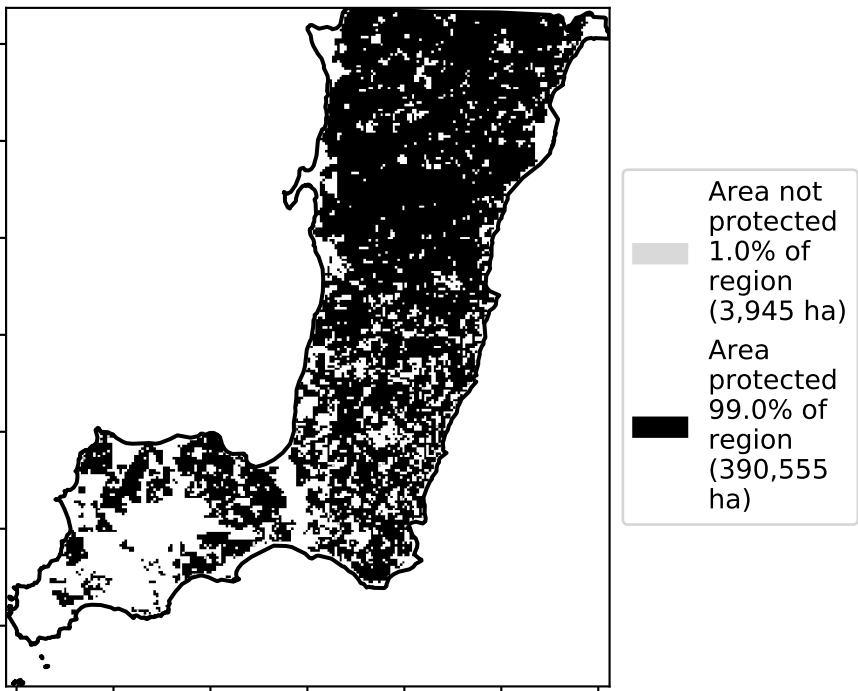 Area not
protected
1.0% of
region
(3,945 ha)
Area
protected
99.0% of
region
(390,555
ha)